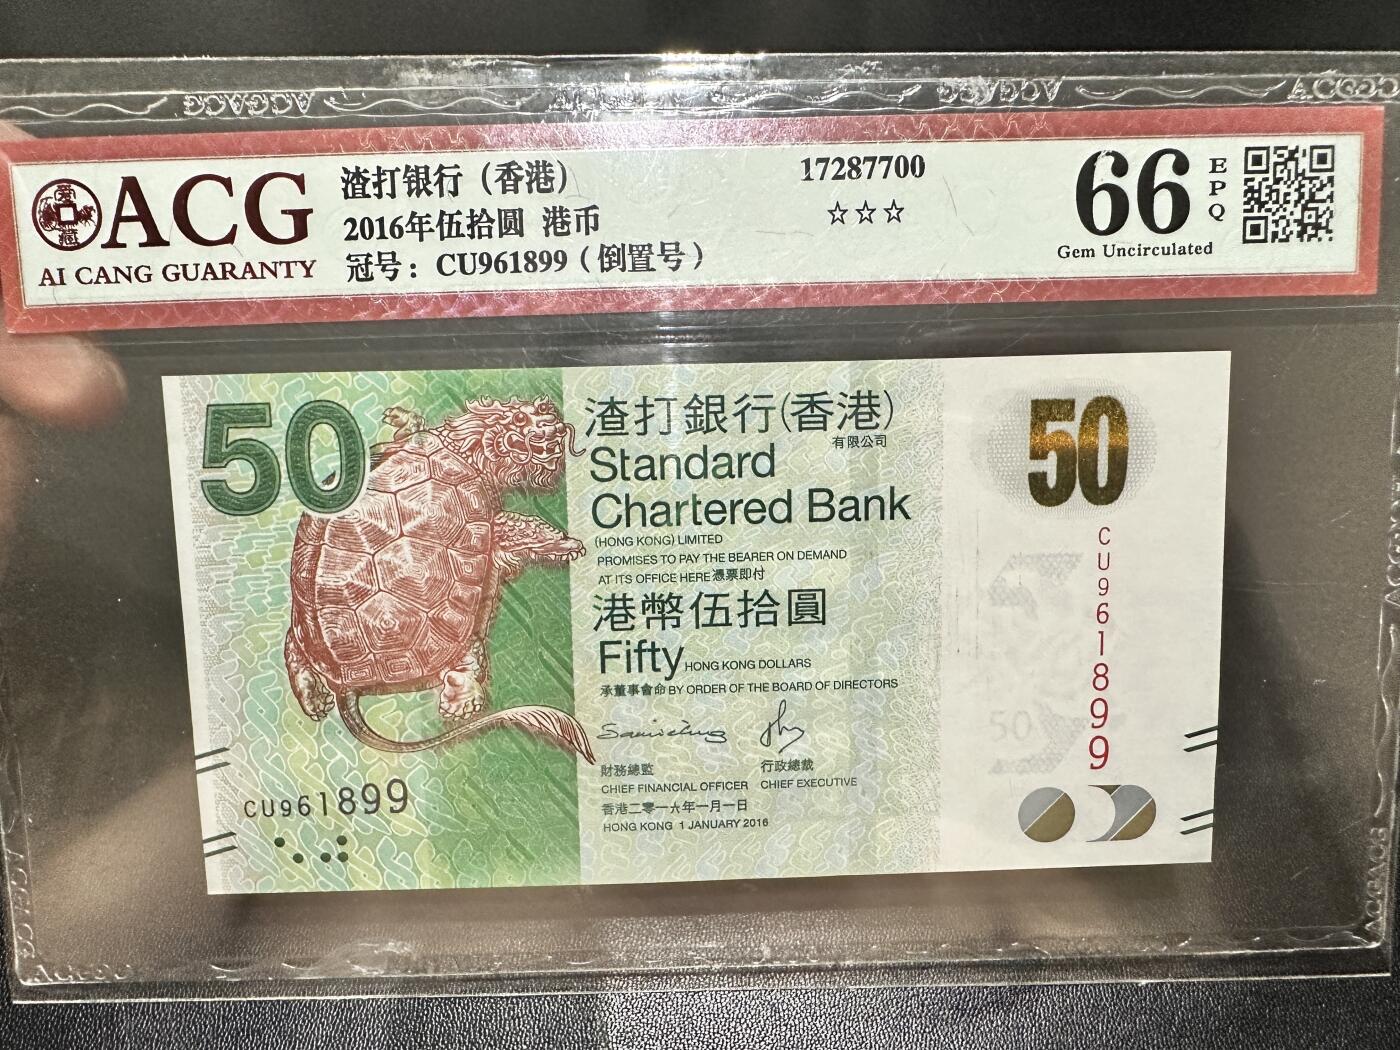 ACG
AI CANG GUARANTY
渣打银行（香港）
2016年伍拾圆 港币
冠号：CU961899（倒置号）
17287700
☆☆☆
66
EPQ
Gem Uncirculated
50
渣打銀行(香港)
有限公司
Standard
Chartered Bank
(HONG KONG) LIMITED
PROMISES TO PAY THE BEARER ON DEMAND
AT ITS OFFICE HERE 憑票即付
港幣伍拾圓
Fifty HONG KONG DOLLARS
承董事會命 BY ORDER OF THE BOARD OF DIRECTORS
財務總監
CHIEF FINANCIAL OFFICER
行政總裁
CHIEF EXECUTIVE
香港二零一六年一月一日
HONG KONG 1 JANUARY 2016
CU961899
50
CU961899
50